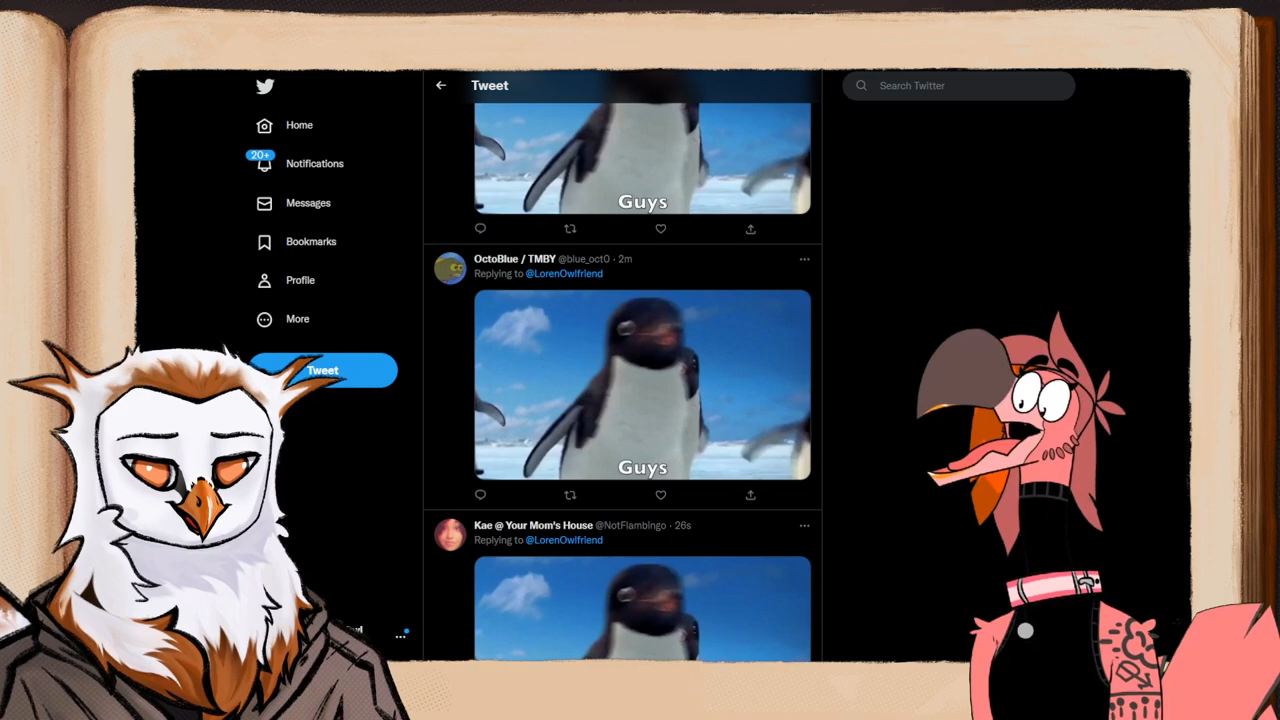 Tweet
Search Twitter
Home
20+
Notifications
Messages
Bookmarks
Profile
More
Tweet
Guys
OctoBlue / TMBY @blue_oct0 · 2m
Replying to @LorenOwlfriend
Guys
Kae @ Your Mom's House @NotFlamb1ngo · 26s
Replying to @LorenOwlfriend